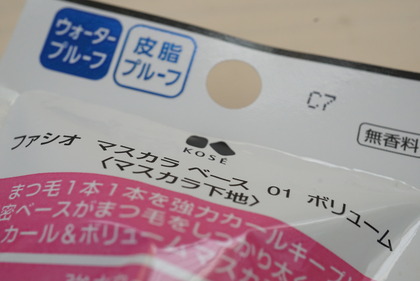 ウォーター
プルーフ
皮脂
プルーフ
C7
無香料
KOSÉ
ファシオ マスカラ ベース 01 ボリューム
〈マスカラ下地〉
まつ毛1本1本を強力カールキープ
密ベースがまつ毛をしっかり太く
カール&ボリュームマスカ